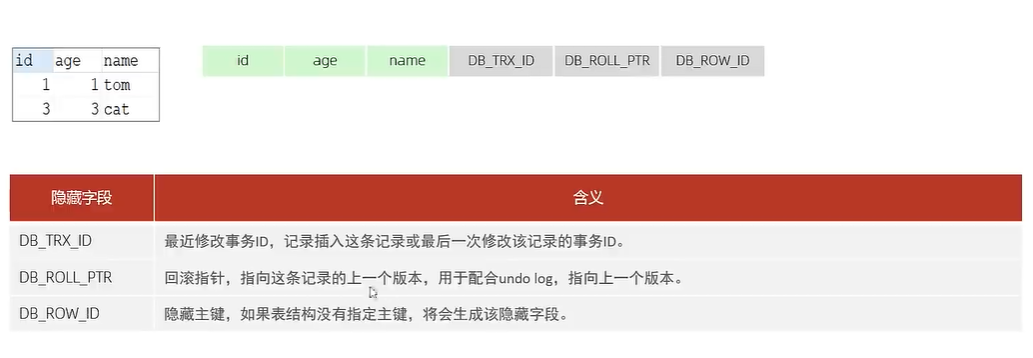 id age name
1 1 tom
3 3 cat
id age name DB_TRX_ID DB_ROLL_PTR DB_ROW_ID
隐藏字段 含义
DB_TRX_ID 最近修改事务ID，记录插入这条记录或最后一次修改该记录的事务ID。
DB_ROLL_PTR 回滚指针，指向这条记录的上一个版本，用于配合undo log，指向上一个版本。
DB_ROW_ID 隐藏主键，如果表结构没有指定主键，将会生成该隐藏字段。